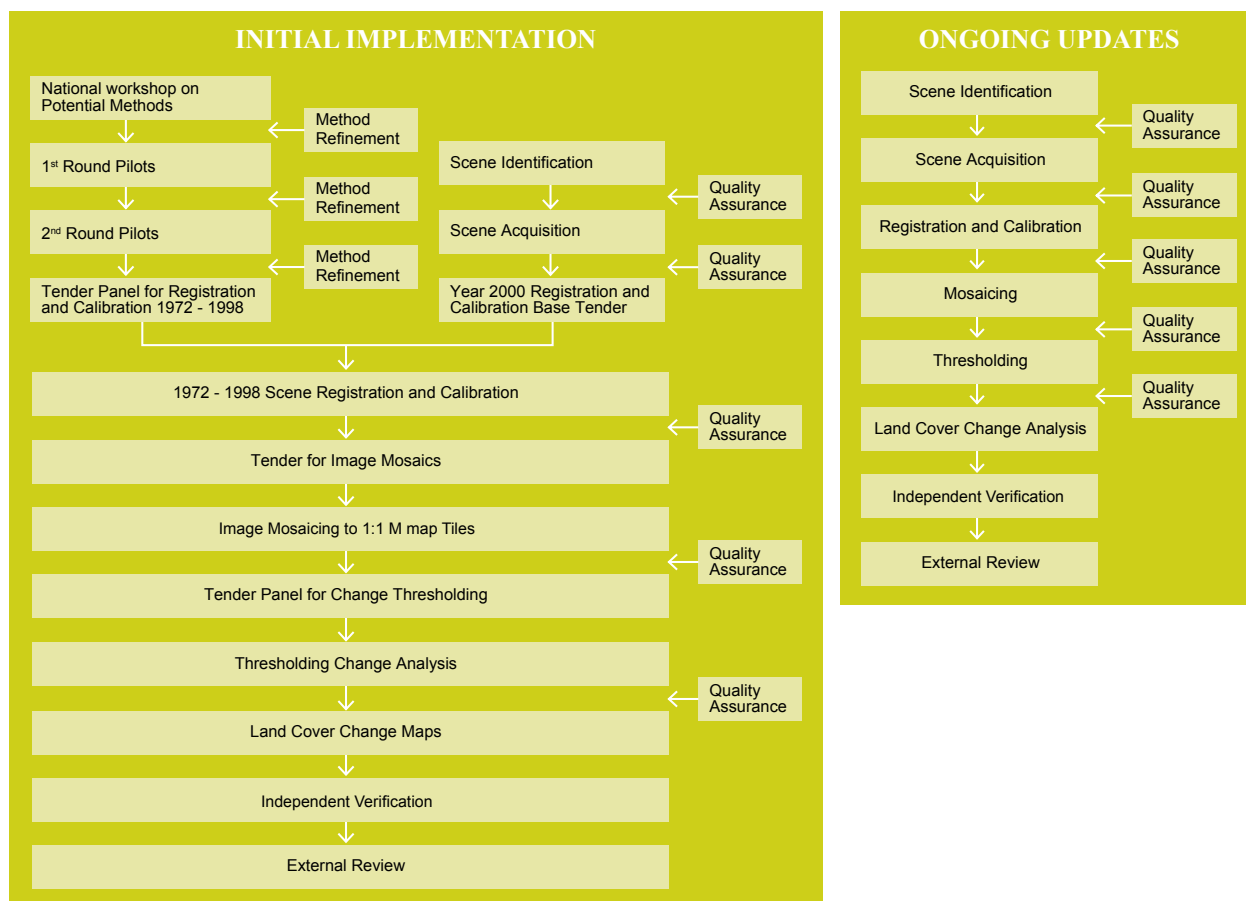 INITIAL IMPLEMENTATION
National workshop on
Potential Methods
Method
Refinement
1st Round Pilots
Method
Refinement
2nd Round Pilots
Method
Refinement
Tender Panel for Registration
and Calibration 1972 - 1998
Scene Identification
Quality
Assurance
Scene Acquisition
Quality
Assurance
Year 2000 Registration and
Calibration Base Tender
1972 - 1998 Scene Registration and Calibration
Quality
Assurance
Tender for Image Mosaics
Image Mosaicing to 1:1 M map Tiles
Quality
Assurance
Tender Panel for Change Thresholding
Thresholding Change Analysis
Quality
Assurance
Land Cover Change Maps
Independent Verification
External Review
ONGOING UPDATES
Scene Identification
Quality
Assurance
Scene Acquisition
Quality
Assurance
Registration and Calibration
Quality
Assurance
Mosaicing
Quality
Assurance
Thresholding
Quality
Assurance
Land Cover Change Analysis
Independent Verification
External Review